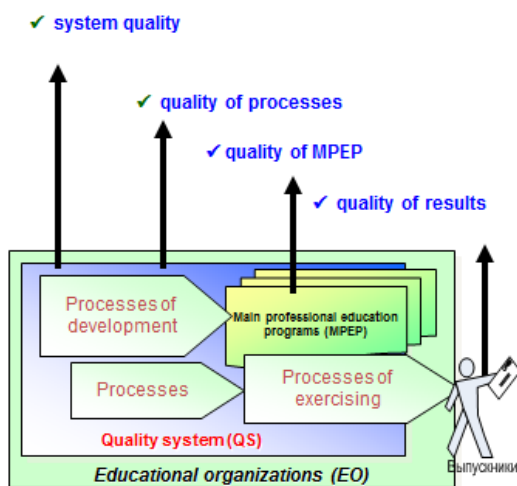 ✔ system quality
✔ quality of processes
✔ quality of MPEP
✔ quality of results
Processes of
development
Main professional education
programs (MPEP)
Processes
Processes of
exercising
Quality system (QS)
Выпускники
Educational organizations (EO)